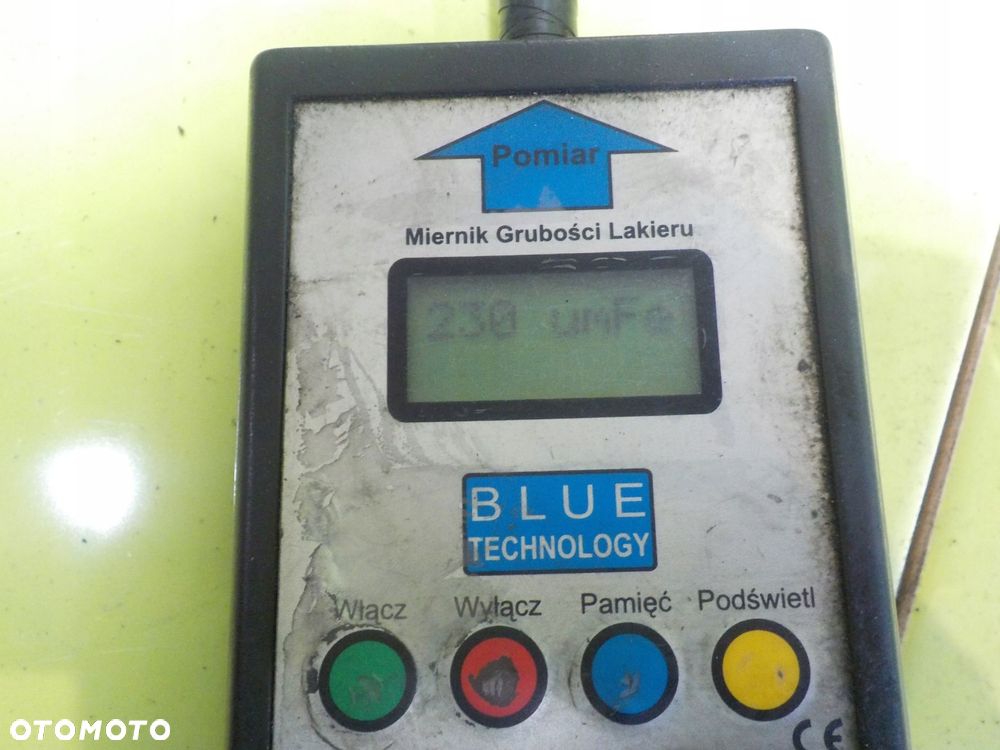 Pomiar
Miernik Grubości Lakieru
230 umFe
BLUE
TECHNOLOGY
Włącz Wyłącz Pamięć Podświetl
CE
OTOMOTO